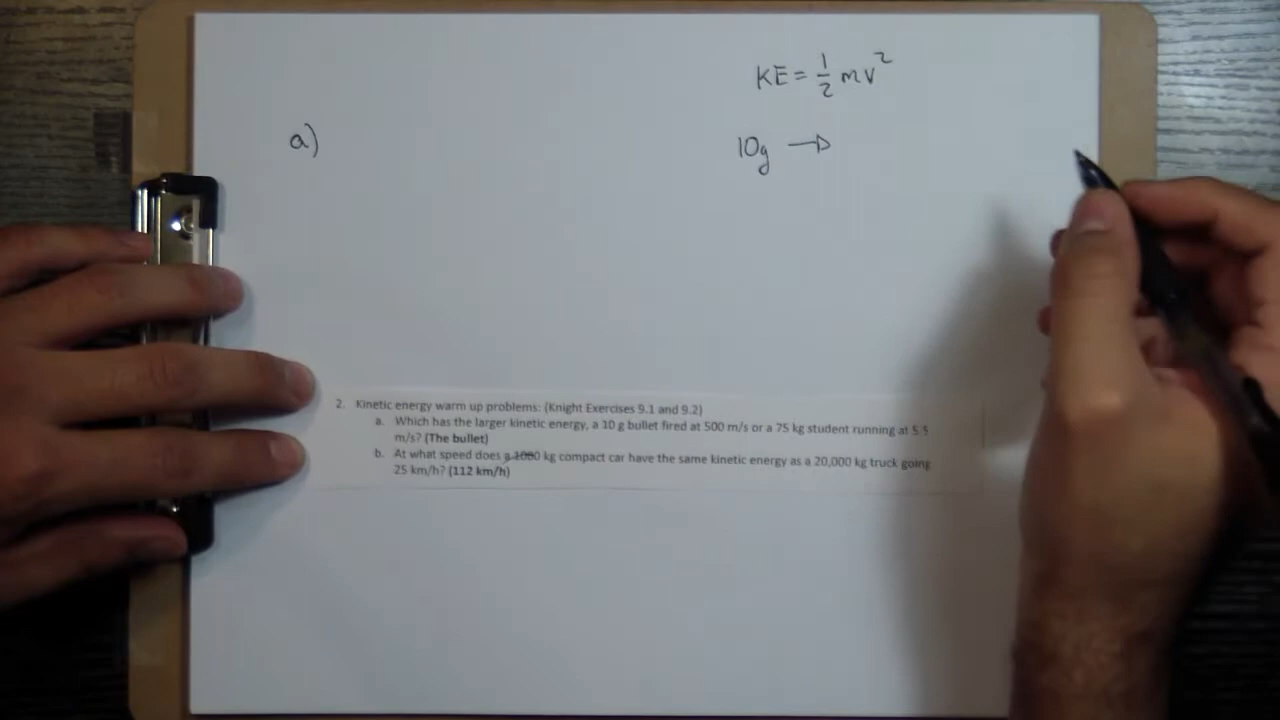 KE = 1/2 mv²
a)
10g →
2. Kinetic energy warm up problems: (Knight Exercises 9.1 and 9.2)
a. Which has the larger kinetic energy, a 10 g bullet fired at 500 m/s or a 75 kg student running at 5.5
m/s? (The bullet)
b. At what speed does a 1000 kg compact car have the same kinetic energy as a 20,000 kg truck going
25 km/h? (112 km/h)